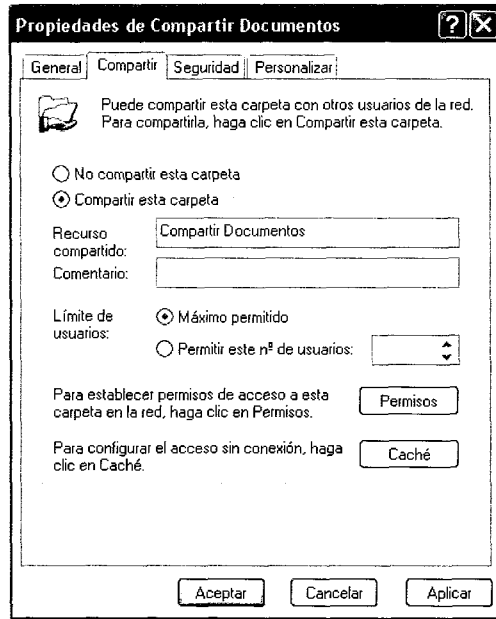 Propiedades de Compartir Documentos
General Compartir Seguridad Personalizar
Puede compartir esta carpeta con otros usuarios de la red.
Para compartirla, haga clic en Compartir esta carpeta.
No compartir esta carpeta
Compartir esta carpeta
Recurso compartido: Compartir Documentos
Comentario:
Límite de usuarios:
Máximo permitido
Permitir este nº de usuarios:
Para establecer permisos de acceso a esta
carpeta en la red, haga clic en Permisos.
Permisos
Para configurar el acceso sin conexión, haga
clic en Caché.
Caché
Aceptar Cancelar Aplicar